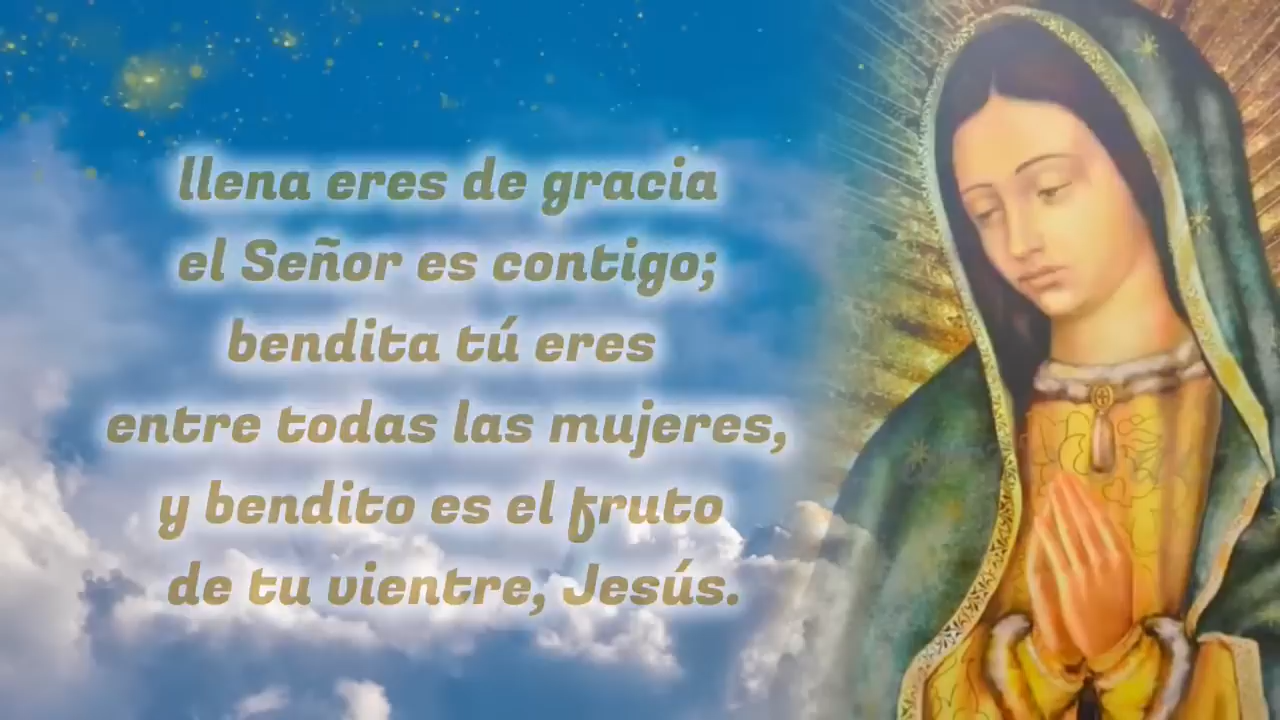 llena eres de gracia
el Señor es contigo;
bendita tú eres
entre todas las mujeres,
y bendito es el fruto
de tu vientre, Jesús.